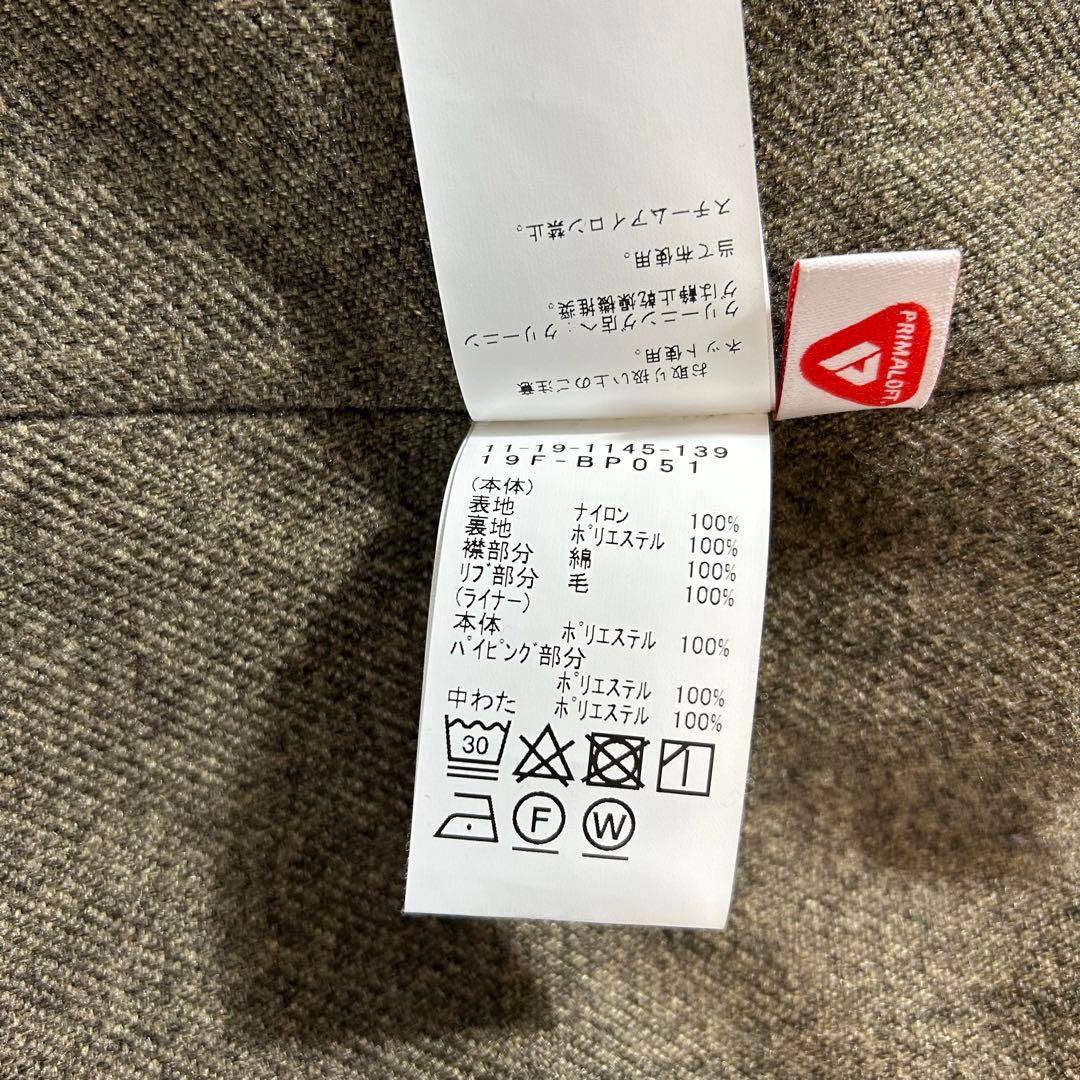 お取り扱い上のご注意
ネット使用。
クリーニング店へ：クリーニン
グは静止乾燥機推奨。
当て布使用。
スチームアイロン禁止。
PRIMALOFT.
11-19-1145-139
19F-BP051
(本体)
表地 ナイロン 100%
裏地 ポリエステル 100%
襟部分 綿 100%
リブ部分 毛 100%
(ライナー)
本体 ポリエステル 100%
パイピング部分
ポリエステル 100%
中わた ポリエステル 100%
30
F W